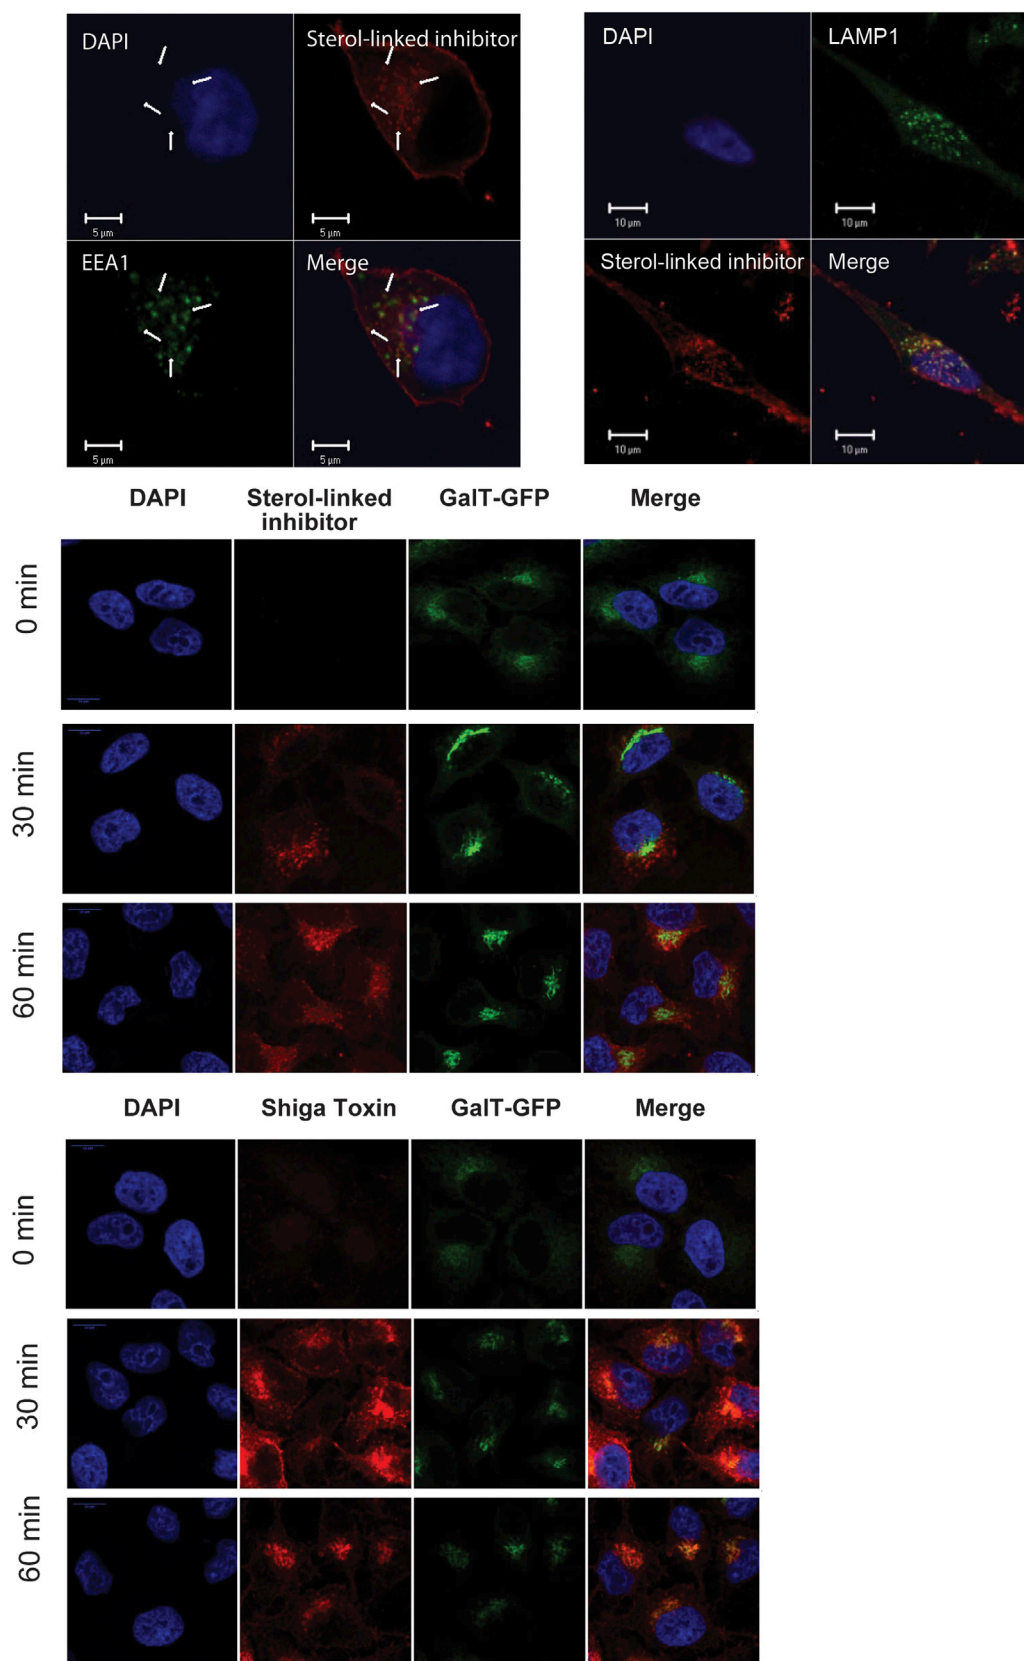 DAPI
Sterol-linked inhibitor
5 µm
5 µm
EEA1
Merge
5 µm
5 µm
DAPI
LAMP1
10 µm
10 µm
Sterol-linked inhibitor
Merge
10 µm
10 µm
DAPI
Sterol-linked
inhibitor
GalT-GFP
Merge
0 min
30 min
60 min
DAPI
Shiga Toxin
GalT-GFP
Merge
0 min
30 min
60 min